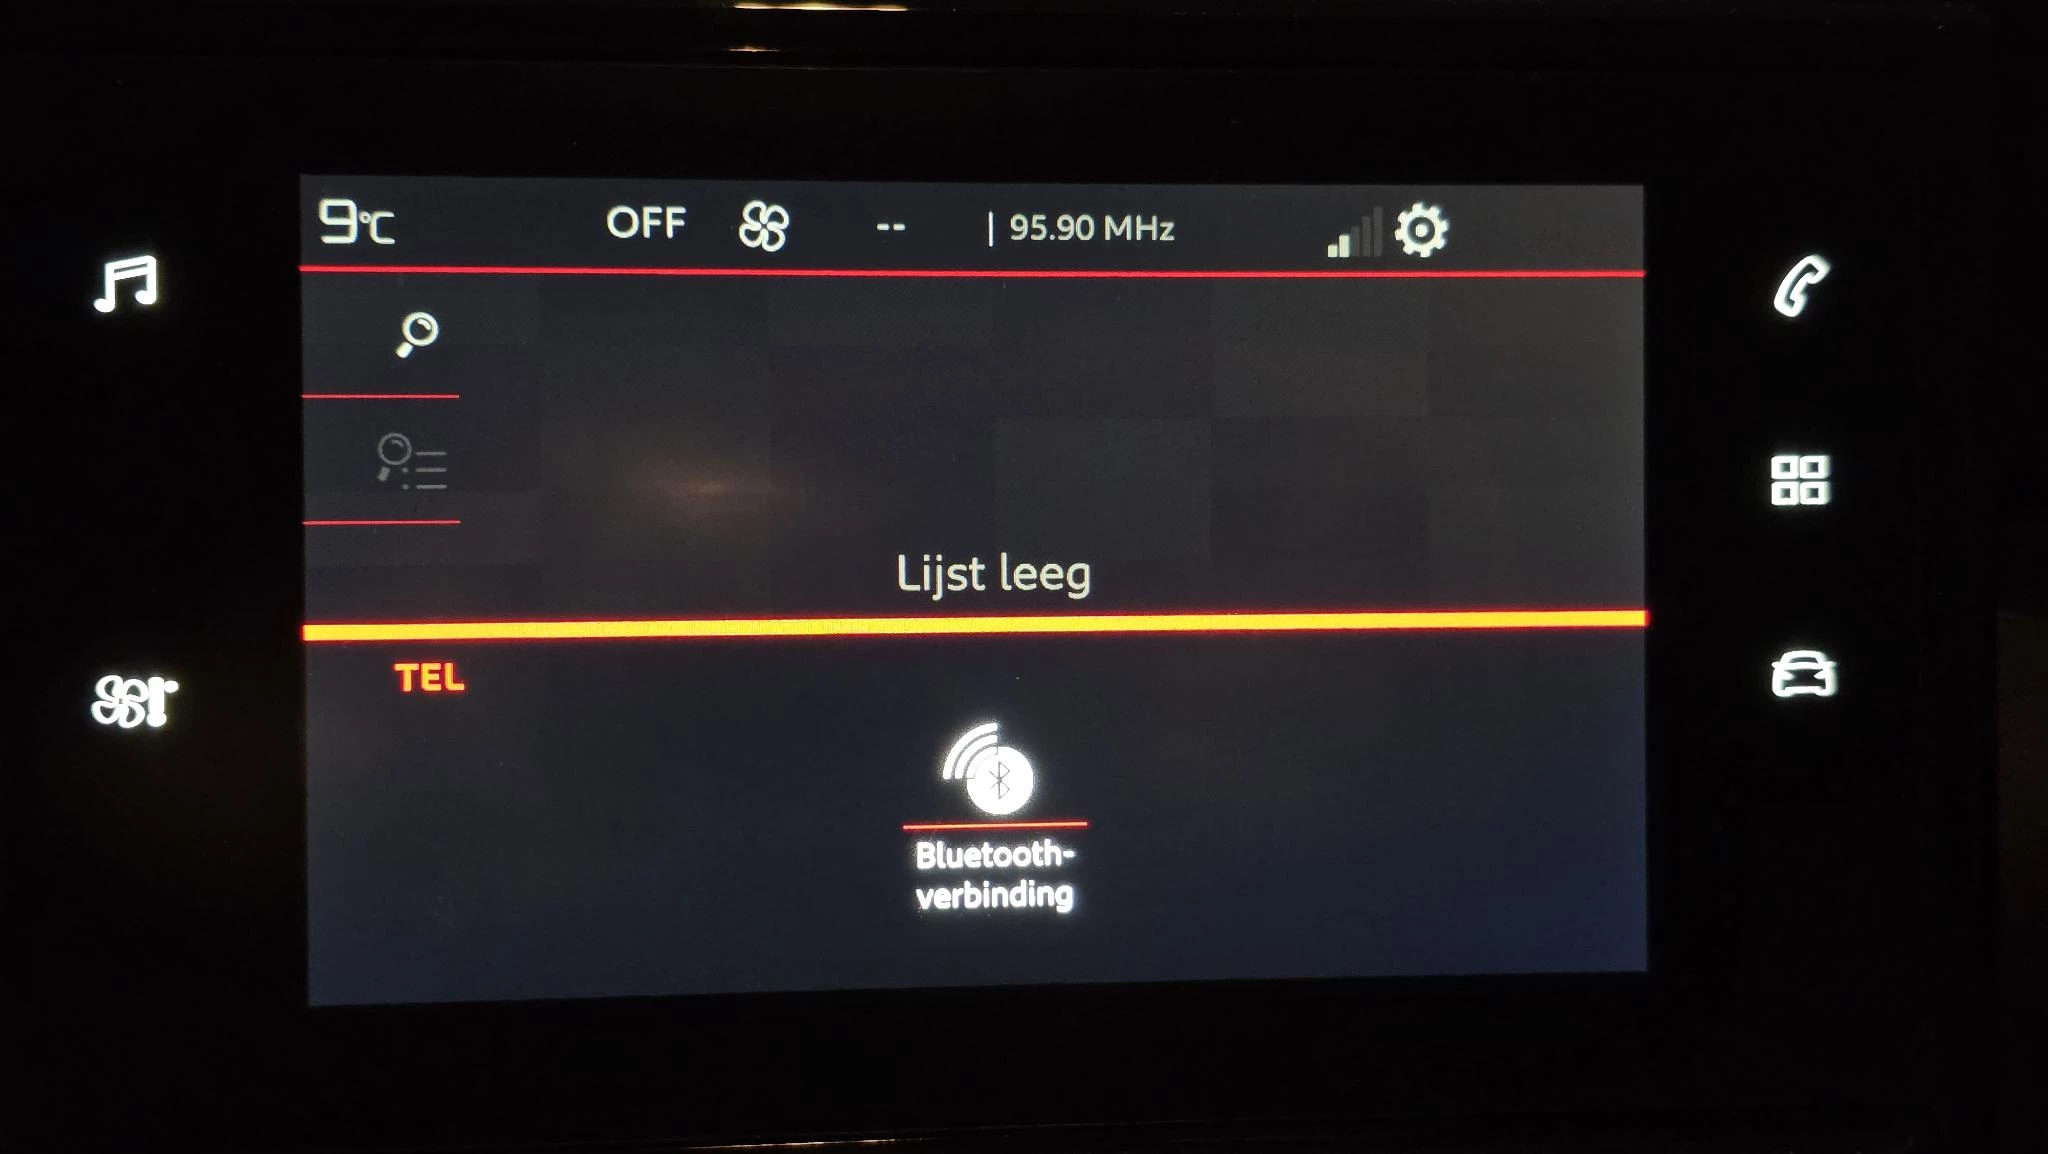 9°C OFF -- | 95.90 MHz
Lijst leeg
TEL
Bluetooth-
verbinding